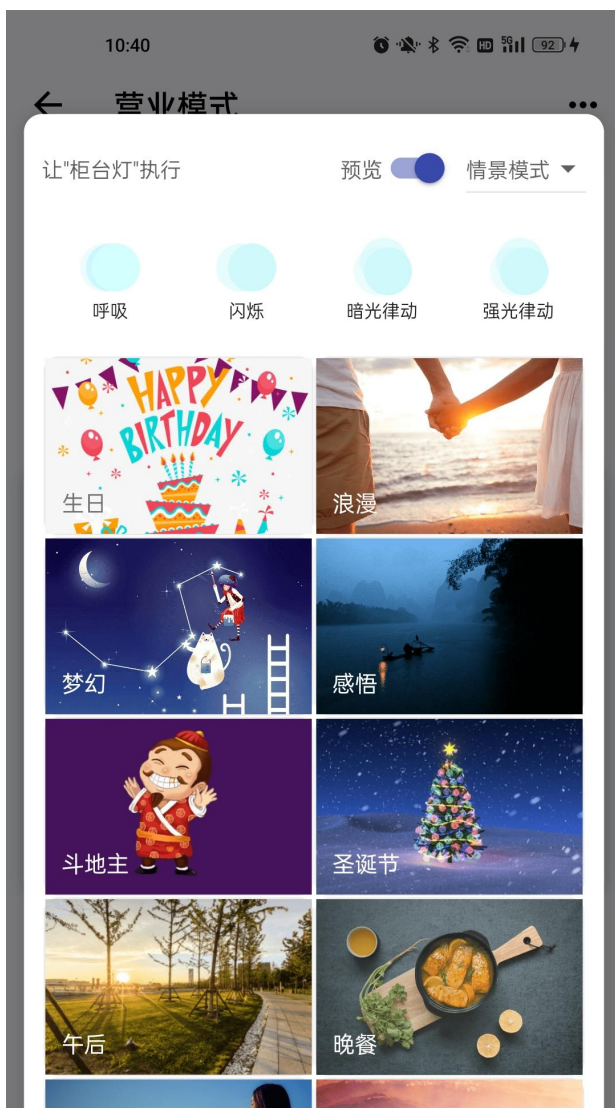 10:40
HD 5G 92
营业模式
让"柜台灯"执行
预览
情景模式
呼吸
闪烁
暗光律动
强光律动
HAPPY
BIRTHDAY
生日
浪漫
梦幻
感悟
斗地主
圣诞节
午后
晚餐